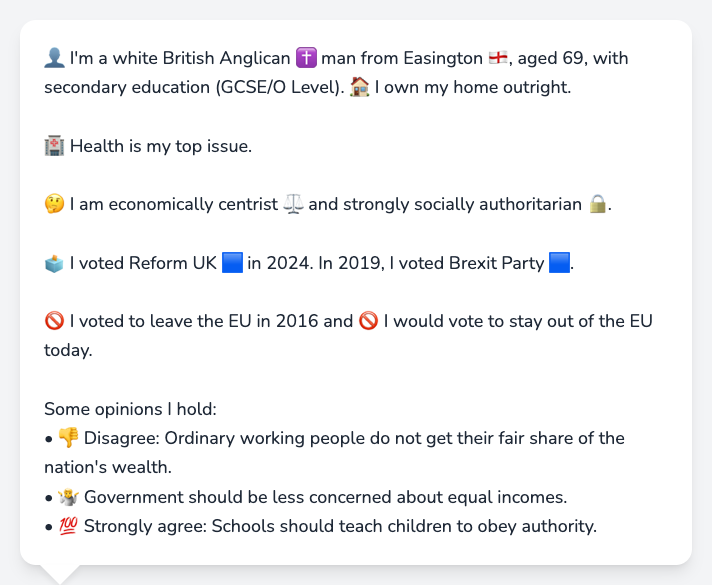 👤 I'm a white British Anglican ✝️ man from Easington 🏴󠁧󠁢󠁥󠁮󠁧󠁿, aged 69, with
secondary education (GCSE/O Level). 🏠 I own my home outright.
🏥 Health is my top issue.
🤔 I am economically centrist ⚖️ and strongly socially authoritarian 🔒.
🗳️ I voted Reform UK 🟦 in 2024. In 2019, I voted Brexit Party 🟦.
🚫 I voted to leave the EU in 2016 and 🚫 I would vote to stay out of the EU
today.
Some opinions I hold:
• 👎 Disagree: Ordinary working people do not get their fair share of the
nation's wealth.
• 🤷 Government should be less concerned about equal incomes.
• 💯 Strongly agree: Schools should teach children to obey authority.